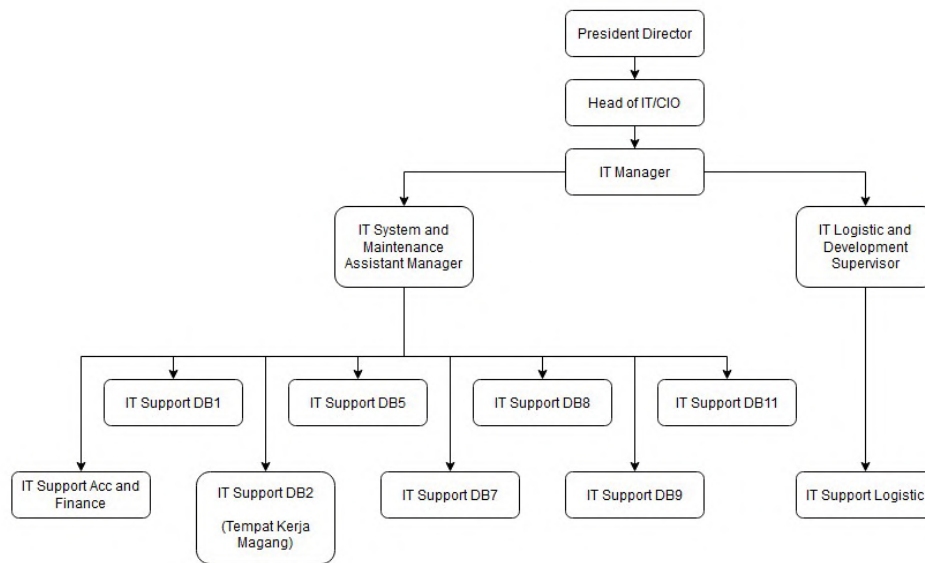 President Director
Head of IT/CIO
IT Manager
IT System and
Maintenance
Assistant Manager
IT Logistic and
Development
Supervisor
IT Support DB1
IT Support DB5
IT Support DB8
IT Support DB11
IT Support Acc and
Finance
IT Support DB2
(Tempat Kerja
Magang)
IT Support DB7
IT Support DB9
IT Support Logistic